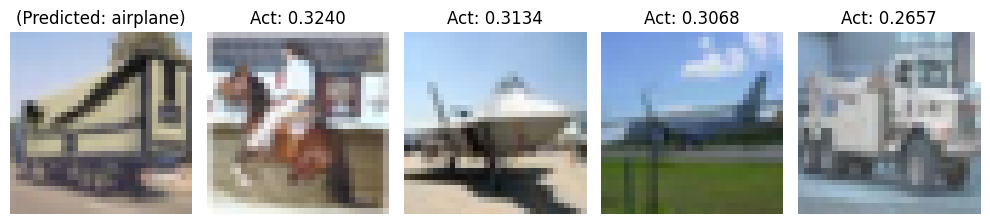 (Predicted: airplane) Act: 0.3240 Act: 0.3134 Act: 0.3068 Act: 0.2657